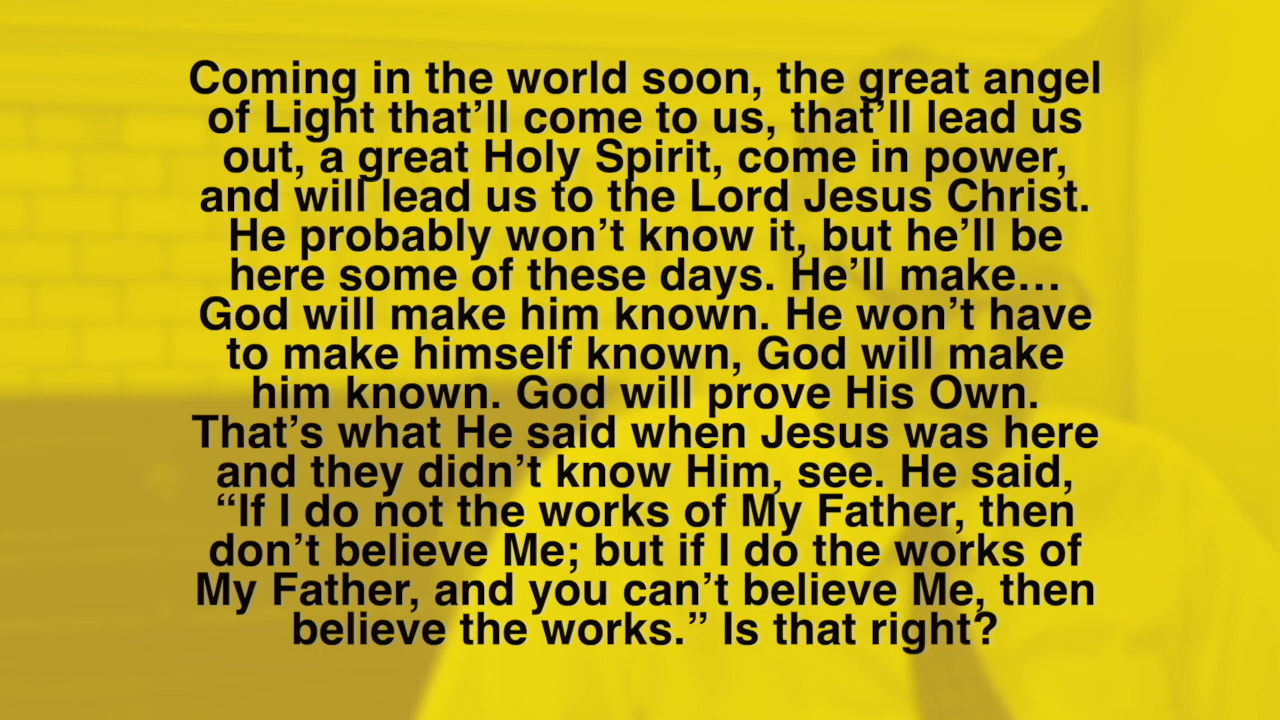 Coming in the world soon, the great angel
of Light that’ll come to us, that’ll lead us
out, a great Holy Spirit, come in power,
and will lead us to the Lord Jesus Christ.
He probably won’t know it, but he’ll be
here some of these days. He’ll make…
God will make him known. He won’t have
to make himself known, God will make
him known. God will prove His Own.
That’s what He said when Jesus was here
and they didn’t know Him, see. He said,
“If I do not the works of My Father, then
don’t believe Me; but if I do the works of
My Father, and you can’t believe Me, then
believe the works.” Is that right?